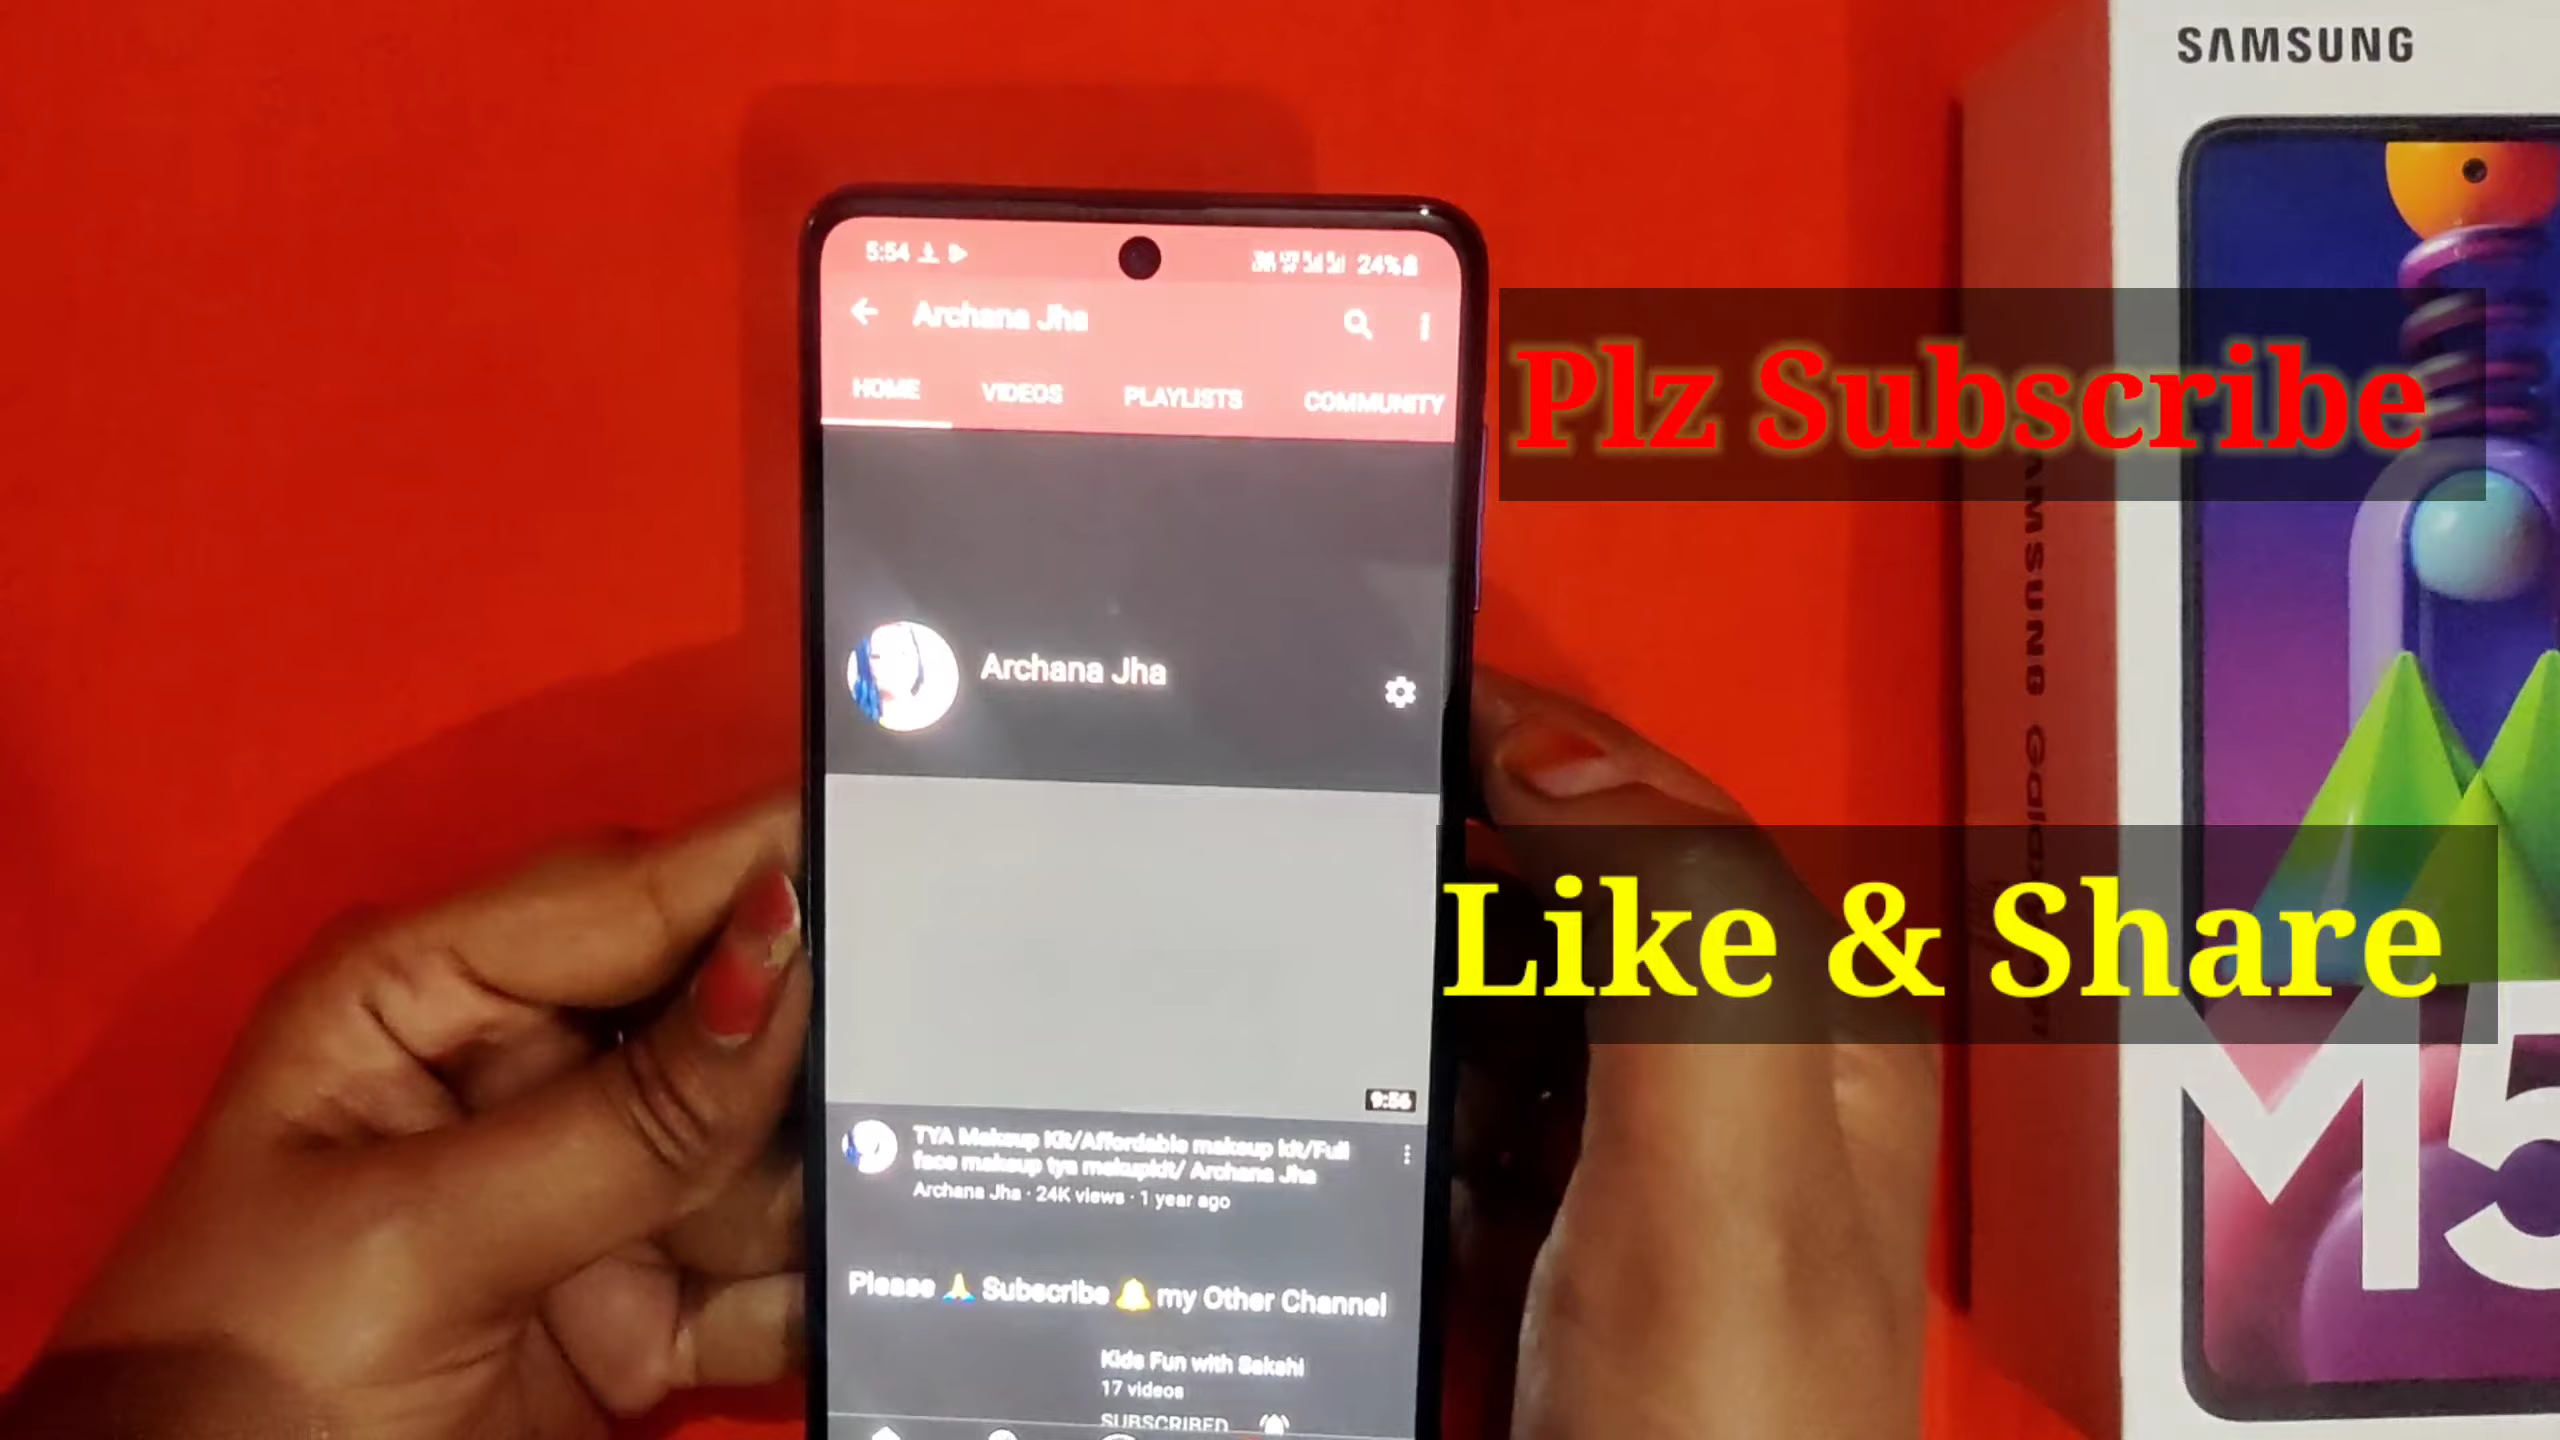 SAMSUNG
5:54
24%
Archana Jha
HOME VIDEOS PLAYLISTS COMMUNITY
Plz Subscribe
Archana Jha
SAMSUNG Galaxy
Like & Share
9:56
TYA Makeup Kit/Affordable makeup kit/Full
face makeup tya makupkit/ Archana Jha
Archana Jha · 24K views · 1 year ago
M5
Please 🙏 Subscribe 🔔 my Other Channel
Kids Fun with Sakshi
17 videos
SUBSCRIBED